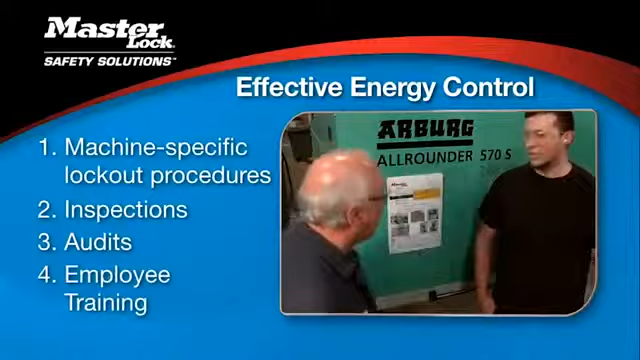 Master
Lock
SAFETY SOLUTIONS™
Effective Energy Control
1. Machine-specific
lockout procedures
2. Inspections
3. Audits
4. Employee
Training
ARBURG
ALLROUNDER 570 S